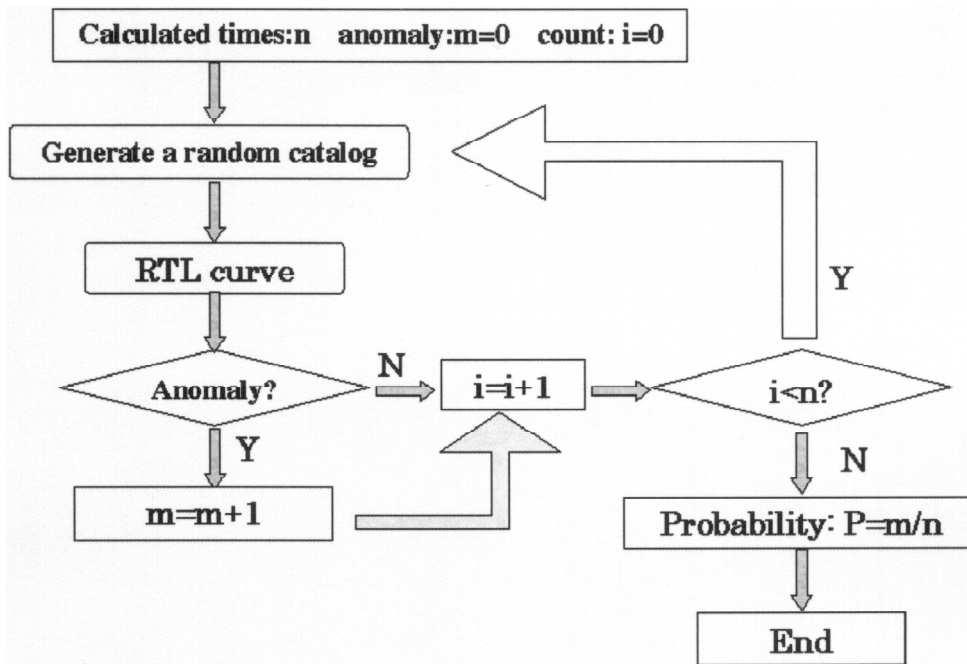 Calculated times:n anomaly:m=0 count: i=0
Generate a random catalog
RTL curve
Y
Anomaly?
N
i=i+1
i<n?
Y
N
m=m+1
Probability: P=m/n
End